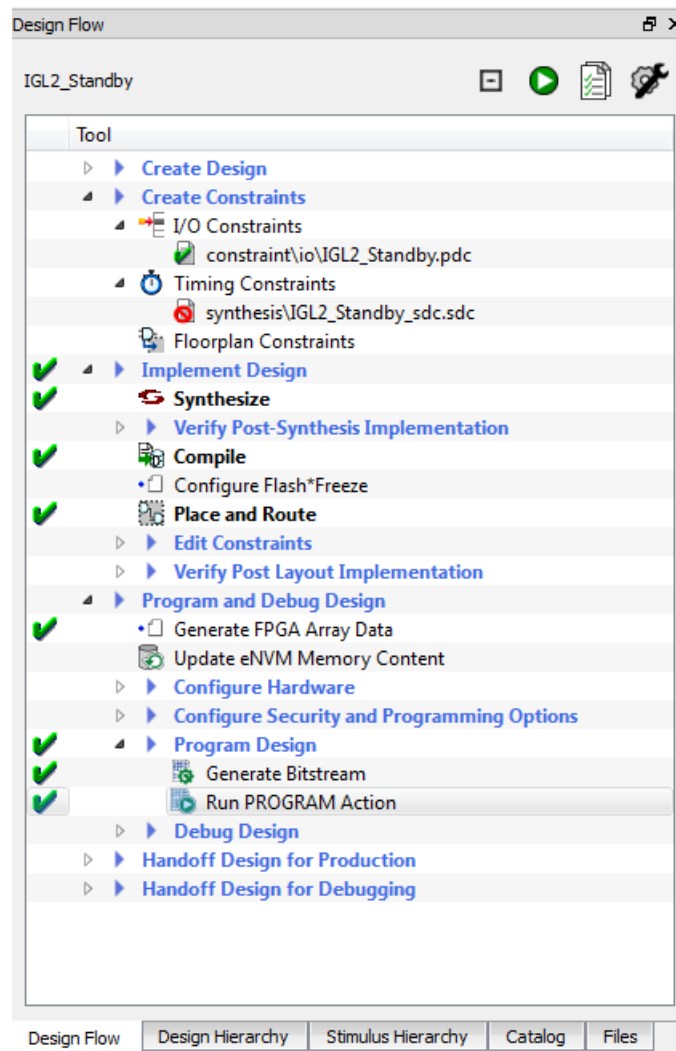 Design Flow
IGL2_Standby
Tool
Create Design
Create Constraints
I/O Constraints
constraint\io\IGL2_Standby.pdc
Timing Constraints
synthesis\IGL2_Standby_sdc.sdc
Floorplan Constraints
Implement Design
Synthesize
Verify Post-Synthesis Implementation
Compile
Configure Flash*Freeze
Place and Route
Edit Constraints
Verify Post Layout Implementation
Program and Debug Design
Generate FPGA Array Data
Update eNVM Memory Content
Configure Hardware
Configure Security and Programming Options
Program Design
Generate Bitstream
Run PROGRAM Action
Debug Design
Handoff Design for Production
Handoff Design for Debugging
Design Flow Design Hierarchy Stimulus Hierarchy Catalog Files